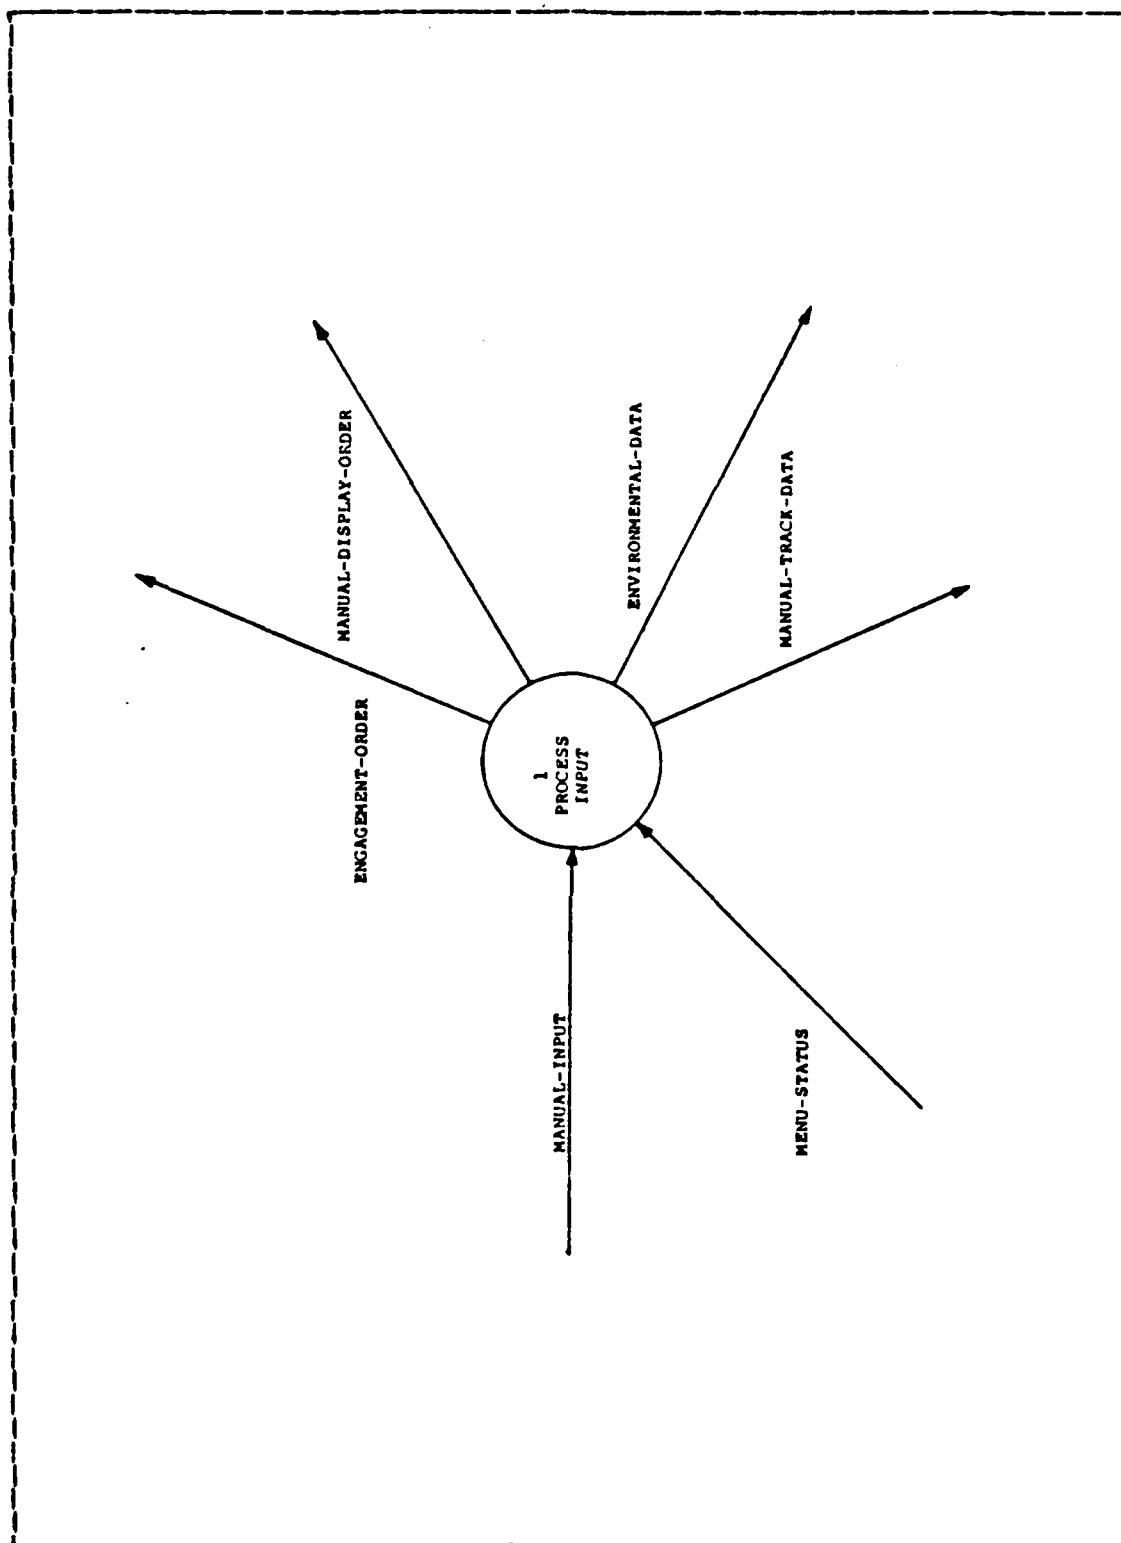 ENGAGEMENT-ORDER
MANUAL-DISPLAY-ORDER
MANUAL-INPUT
1
PROCESS
INPUT
ENVIRONMENTAL-DATA
MENU-STATUS
MANUAL-TRACK-DATA